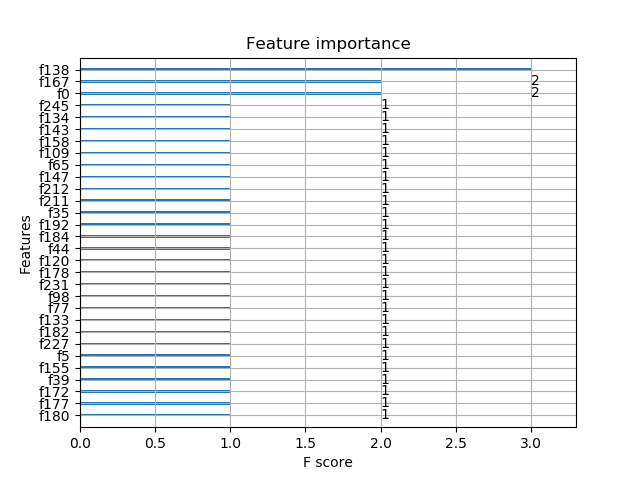 Feature importance
f138
f167 2
f0 2
f245 1
f134 1
f143 1
f158 1
f109 1
f65 1
f147 1
f212 1
f211 1
f35 1
f192 1
f184 1
f44 1
f120 1
f178 1
f231 1
f98 1
f77 1
f133 1
f182 1
f227 1
f5 1
f155 1
f39 1
f172 1
f177 1
f180 1
Features
0.0 0.5 1.0 1.5 2.0 2.5 3.0
F score